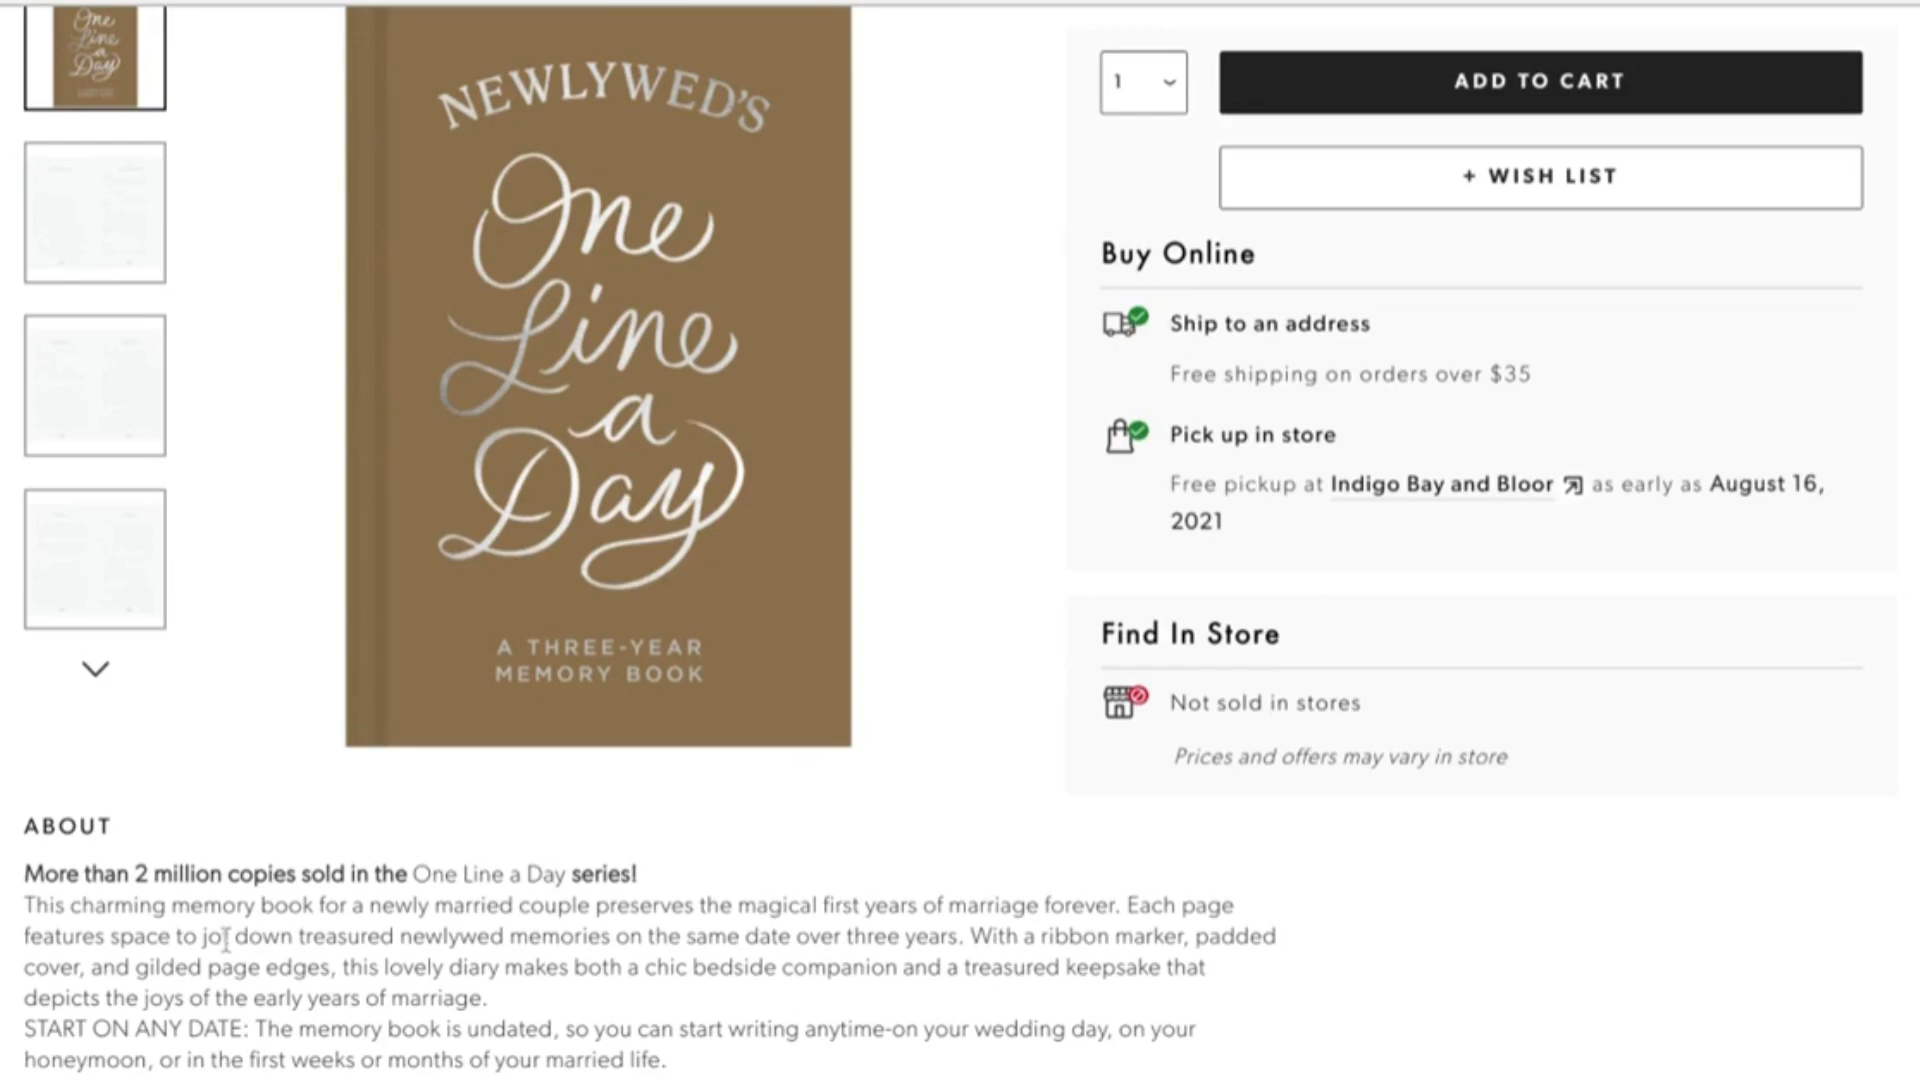 One
Line
a
Day
NEWLYWED'S
One
Line
a
Day
A THREE-YEAR
MEMORY BOOK
1
ADD TO CART
+ WISH LIST
Buy Online
Ship to an address
Free shipping on orders over $35
Pick up in store
Free pickup at Indigo Bay and Bloor as early as August 16,
2021
Find In Store
Not sold in stores
Prices and offers may vary in store
ABOUT
More than 2 million copies sold in the One Line a Day series!
This charming memory book for a newly married couple preserves the magical first years of marriage forever. Each page
features space to jot down treasured newlywed memories on the same date over three years. With a ribbon marker, padded
cover, and gilded page edges, this lovely diary makes both a chic bedside companion and a treasured keepsake that
depicts the joys of the early years of marriage.
START ON ANY DATE: The memory book is undated, so you can start writing anytime-on your wedding day, on your
honeymoon, or in the first weeks or months of your married life.